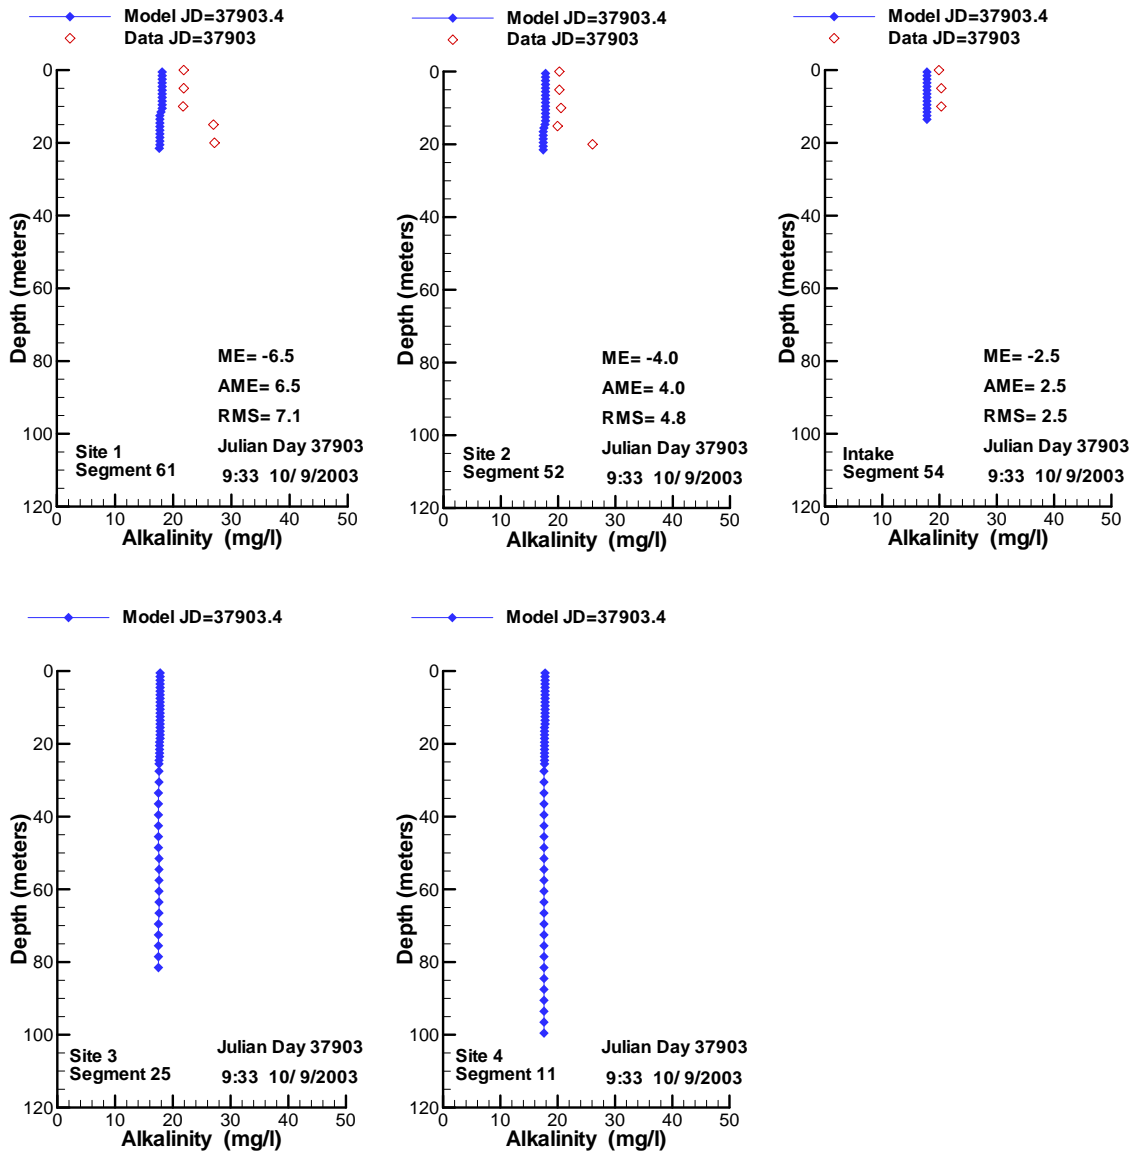 Model JD=37903.4
Data JD=37903
0
20
40
60
80
100
120
Depth (meters)
ME= -6.5
AME= 6.5
RMS= 7.1
Site 1
Segment 61
Julian Day 37903
9:33 10/ 9/2003
0 10 20 30 40 50
Alkalinity (mg/l)
Model JD=37903.4
Data JD=37903
0
20
40
60
80
100
120
Depth (meters)
ME= -4.0
AME= 4.0
RMS= 4.8
Site 2
Segment 52
Julian Day 37903
9:33 10/ 9/2003
0 10 20 30 40 50
Alkalinity (mg/l)
Model JD=37903.4
Data JD=37903
0
20
40
60
80
100
120
Depth (meters)
ME= -2.5
AME= 2.5
RMS= 2.5
Intake
Segment 54
Julian Day 37903
9:33 10/ 9/2003
0 10 20 30 40 50
Alkalinity (mg/l)
Model JD=37903.4
0
20
40
60
80
100
120
Depth (meters)
Site 3
Segment 25
Julian Day 37903
9:33 10/ 9/2003
0 10 20 30 40 50
Alkalinity (mg/l)
Model JD=37903.4
0
20
40
60
80
100
120
Depth (meters)
Site 4
Segment 11
Julian Day 37903
9:33 10/ 9/2003
0 10 20 30 40 50
Alkalinity (mg/l)